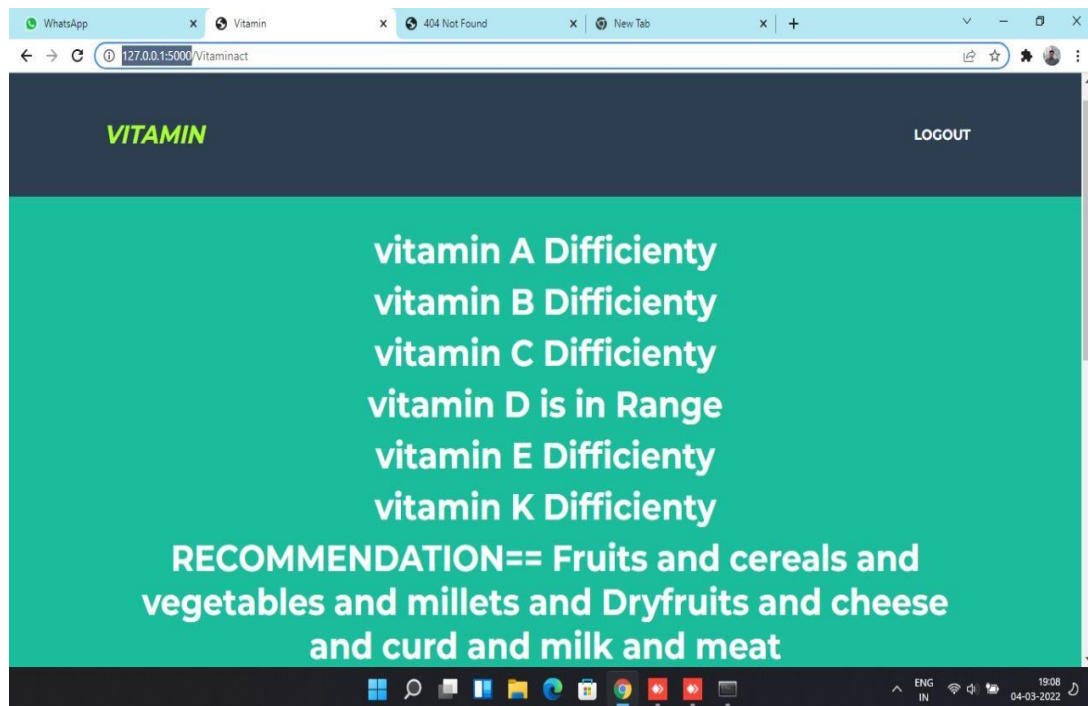 WhatsApp
Vitamin
404 Not Found
New Tab
127.0.0.1:5000/Vitaminact
VITAMIN
LOGOUT
vitamin A Difficienty
vitamin B Difficienty
vitamin C Difficienty
vitamin D is in Range
vitamin E Difficienty
vitamin K Difficienty
RECOMMENDATION== Fruits and cereals and
vegetables and millets and Dryfruits and cheese
and curd and milk and meat
ENG
IN
19:08
04-03-2022